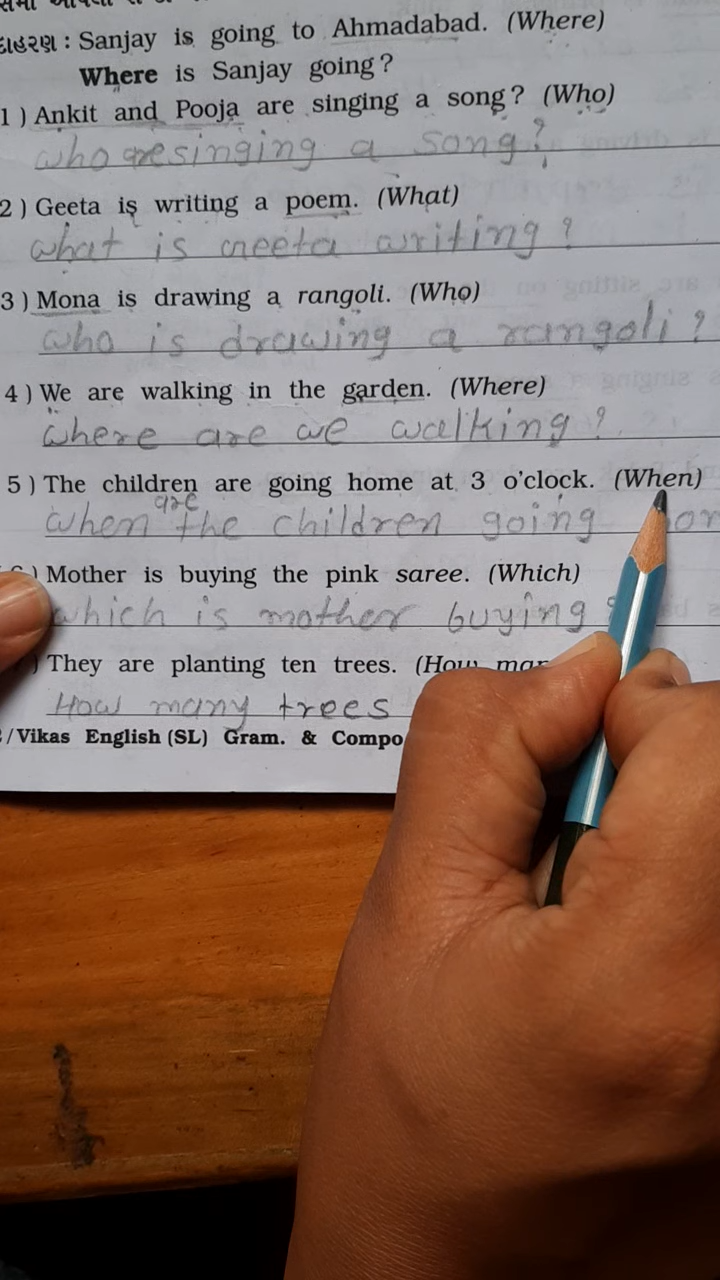 દાહરણ : Sanjay is going to Ahmadabad. (Where)
Where is Sanjay going?
1 ) Ankit and Pooja are singing a song? (Who)
who are singing a song?
2 ) Geeta is writing a poem. (What)
what is Geeta writing?
3 ) Mona is drawing a rangoli. (Who)
who is drawing a rangoli?
4 ) We are walking in the garden. (Where)
where are we walking?
5 ) The children are going home at 3 o'clock. (When)
are
when the children going
) Mother is buying the pink saree. (Which)
which is mother buying ?
) They are planting ten trees. (How
How many trees
/Vikas English (SL) Gram. & Compo